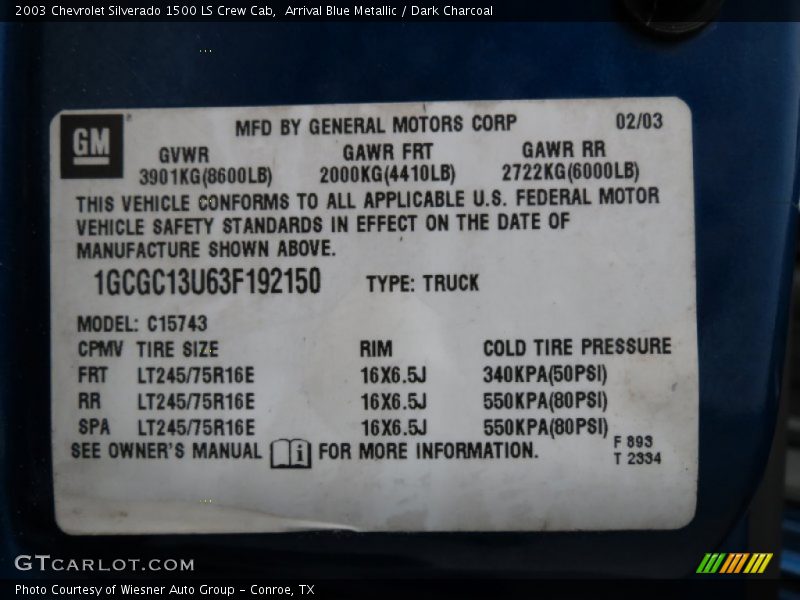 2003 Chevrolet Silverado 1500 LS Crew Cab,  Arrival Blue Metallic / Dark Charcoal
GM
MFD BY GENERAL MOTORS CORP 02/03
GVWR GAWR FRT GAWR RR
3901KG(8600LB) 2000KG(4410LB) 2722KG(6000LB)
THIS VEHICLE CONFORMS TO ALL APPLICABLE U.S. FEDERAL MOTOR
VEHICLE SAFETY STANDARDS IN EFFECT ON THE DATE OF
MANUFACTURE SHOWN ABOVE.
1GCGC13U63F192150 TYPE: TRUCK
MODEL: C15743
CPMV TIRE SIZE RIM COLD TIRE PRESSURE
FRT LT245/75R16E 16X6.5J 340KPA(50PSI)
RR LT245/75R16E 16X6.5J 550KPA(80PSI)
SPA LT245/75R16E 16X6.5J 550KPA(80PSI)
SEE OWNER'S MANUAL i FOR MORE INFORMATION.
F 893
T 2334
GTCARLOT.COM
Photo Courtesy of Wiesner Auto Group - Conroe, TX